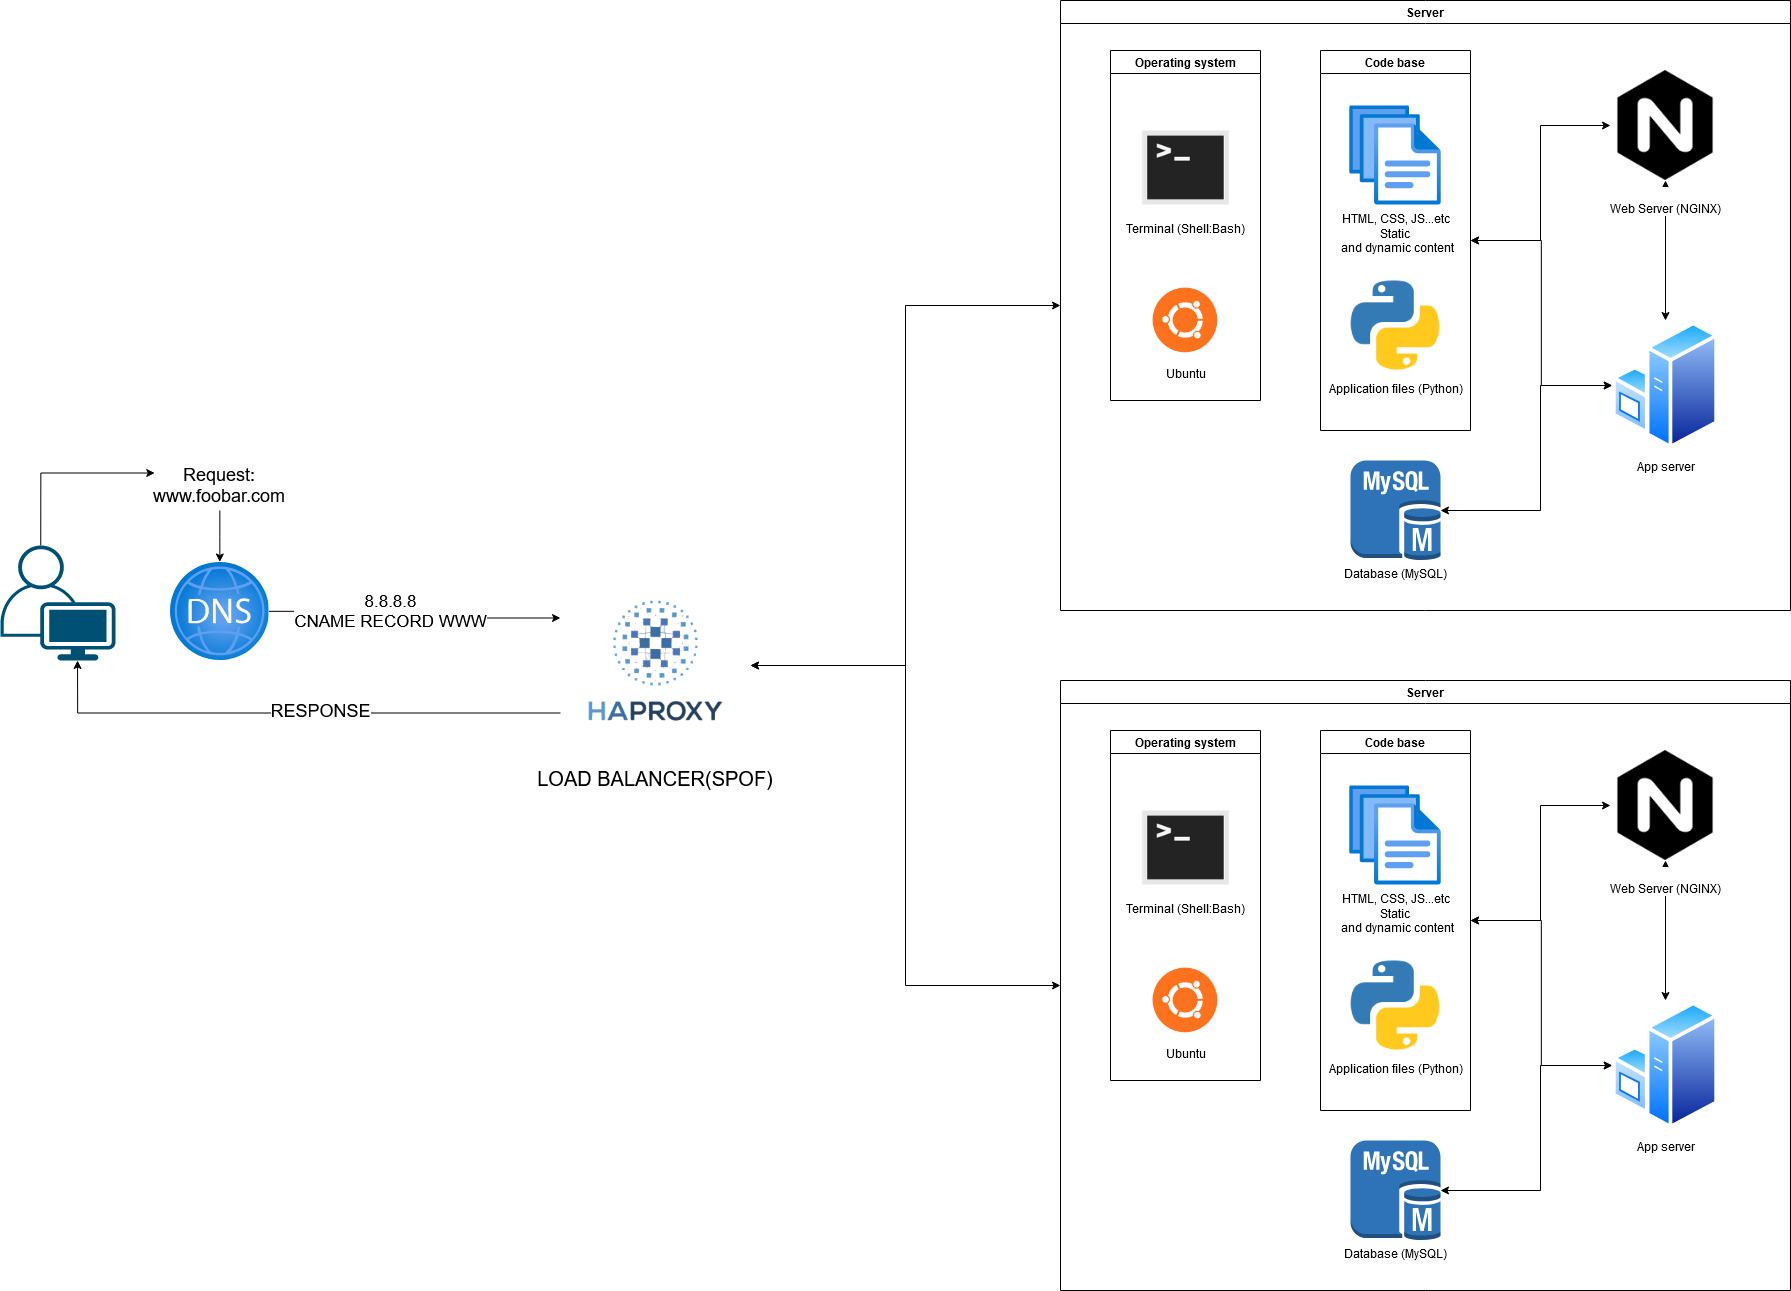 Request:
www.foobar.com
DNS
8.8.8.8
CNAME RECORD WWW
RESPONSE
HAPROXY
LOAD BALANCER(SPOF)
Server
Operating system
>_
Terminal (Shell:Bash)
Ubuntu
Code base
HTML, CSS, JS...etc
Static
and dynamic content
Application files (Python)
MySQL
M
Database (MySQL)
N
Web Server (NGINX)
App server
Server
Operating system
>_
Terminal (Shell:Bash)
Ubuntu
Code base
HTML, CSS, JS...etc
Static
and dynamic content
Application files (Python)
MySQL
M
Database (MySQL)
N
Web Server (NGINX)
App server